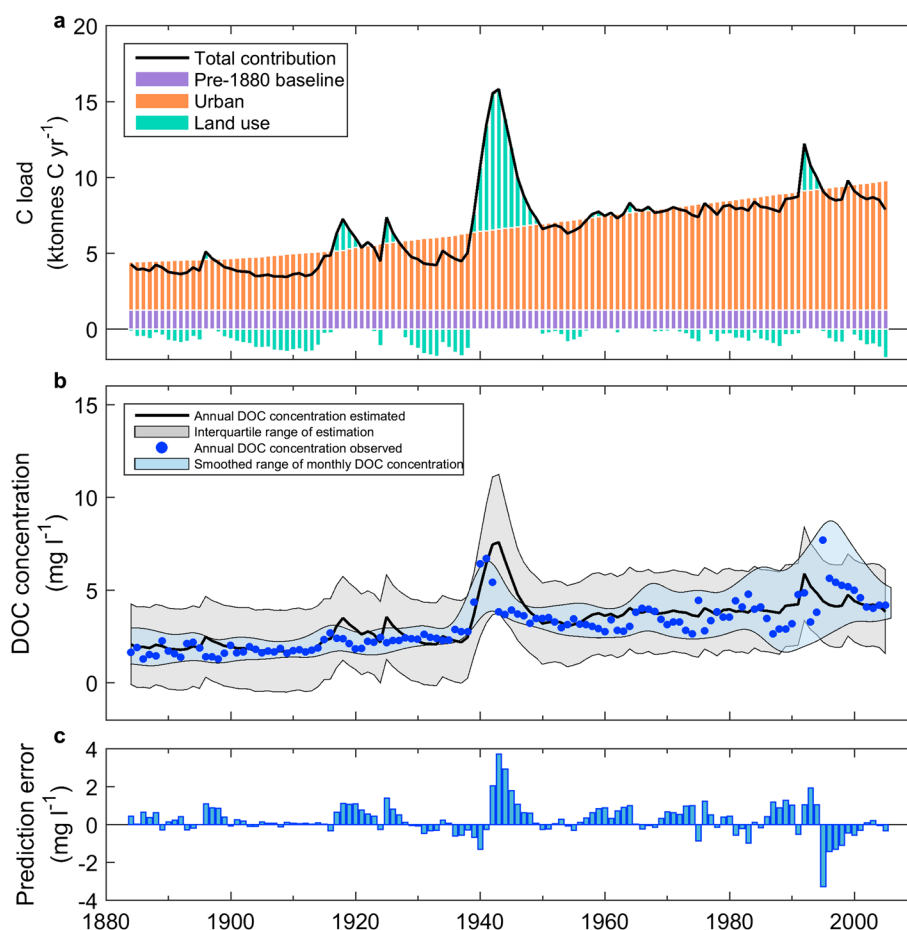 a
20
15
10
5
0
C load
(ktonnes C yr⁻¹)
Total contribution
Pre-1880 baseline
Urban
Land use
b
15
10
5
0
DOC concentration
(mg l⁻¹)
Annual DOC concentration estimated
Interquartile range of estimation
Annual DOC concentration observed
Smoothed range of monthly DOC concentration
c
4
2
0
-2
-4
Prediction error
(mg l⁻¹)
1880 1900 1920 1940 1960 1980 2000